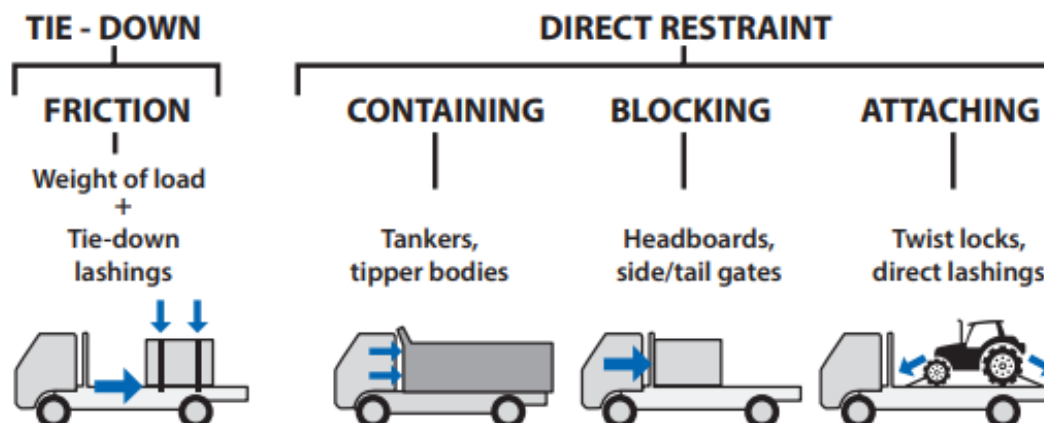 TIE - DOWN
DIRECT RESTRAINT
FRICTION
CONTAINING
BLOCKING
ATTACHING
Weight of load
+
Tie-down
lashings
Tankers,
tipper bodies
Headboards,
side/tail gates
Twist locks,
direct lashings